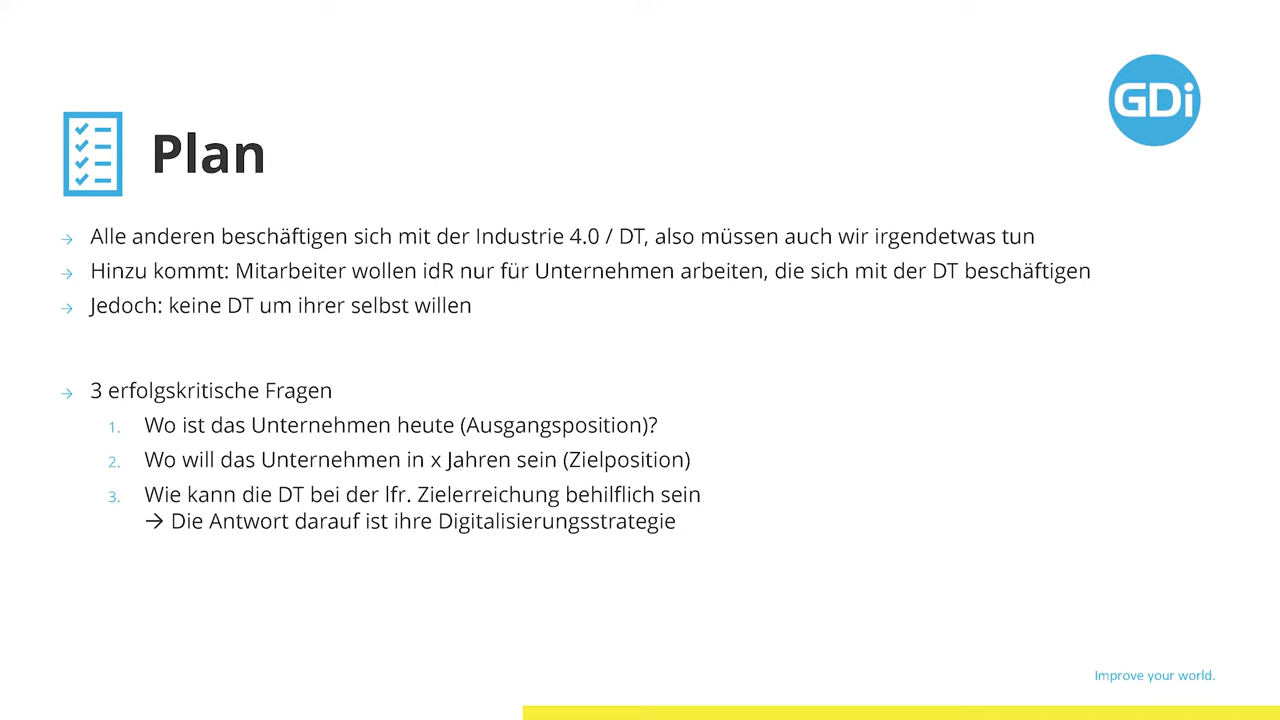 GDi
Plan
→ Alle anderen beschäftigen sich mit der Industrie 4.0 / DT, also müssen auch wir irgendetwas tun
→ Hinzu kommt: Mitarbeiter wollen idR nur für Unternehmen arbeiten, die sich mit der DT beschäftigen
→ Jedoch: keine DT um ihrer selbst willen
→ 3 erfolgskritische Fragen
1. Wo ist das Unternehmen heute (Ausgangsposition)?
2. Wo will das Unternehmen in x Jahren sein (Zielposition)
3. Wie kann die DT bei der lfr. Zielerreichung behilflich sein
→ Die Antwort darauf ist ihre Digitalisierungsstrategie
Improve your world.